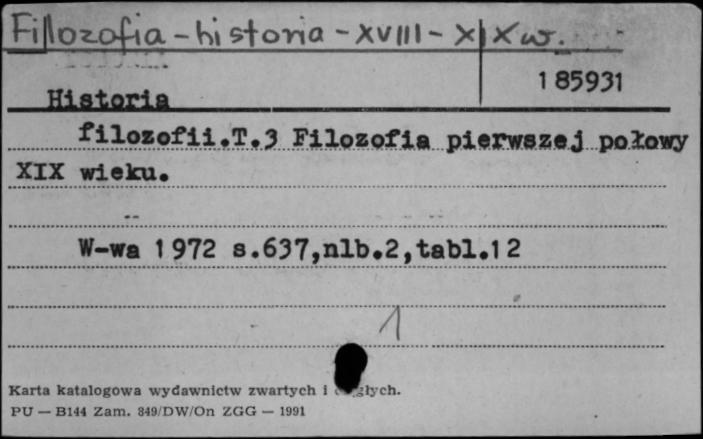 Filozofia - historia - XVIII - XIX w.
185931
Historia
filozofii.T.3 Filozofia pierwszej połowy
XIX wieku.
--
W-wa 1972 s.637,nlb.2,tabl.12
1
Karta katalogowa wydawnictw zwartych i
PU — B144 Zam. 849/DW/On ZGG — 1991